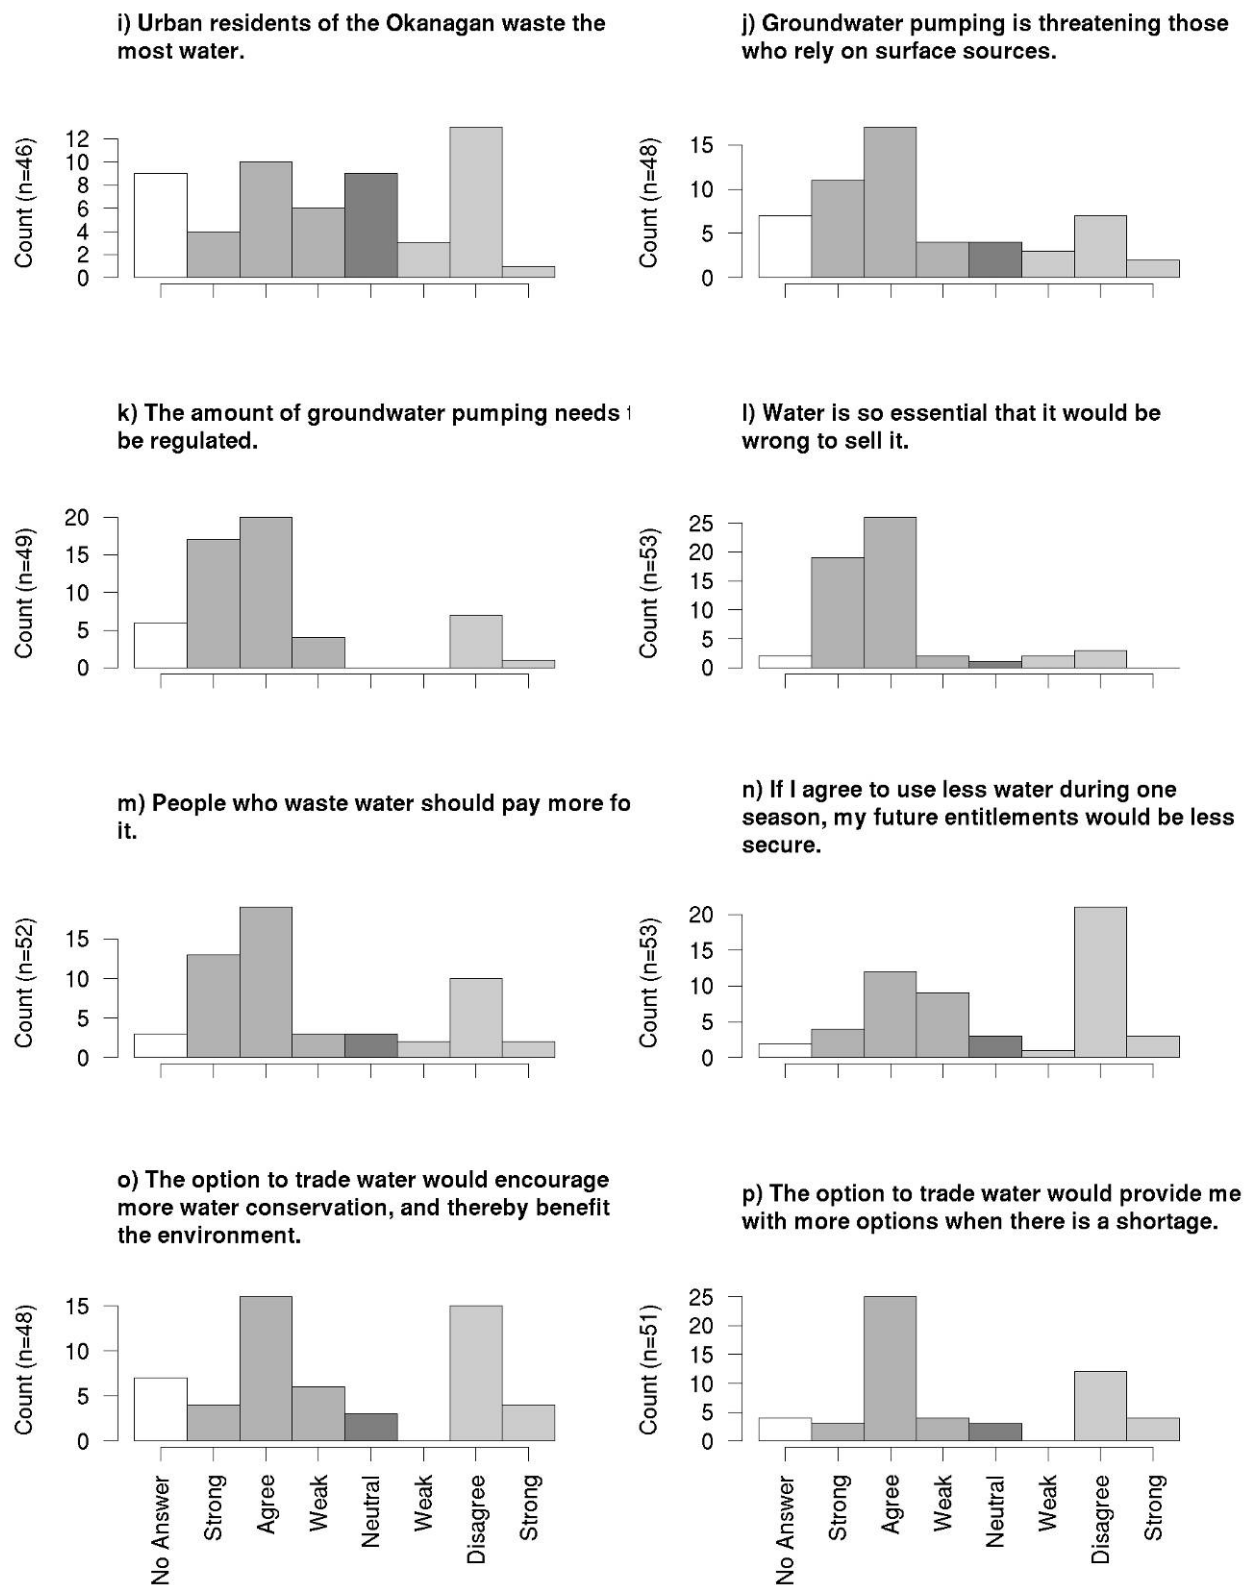 i) Urban residents of the Okanagan waste the
most water.
Count (n=46)
12
10
8
6
4
2
0
j) Groundwater pumping is threatening those
who rely on surface sources.
Count (n=48)
15
10
5
0
k) The amount of groundwater pumping needs t
be regulated.
Count (n=49)
20
15
10
5
0
l) Water is so essential that it would be
wrong to sell it.
Count (n=53)
25
20
15
10
5
0
m) People who waste water should pay more fo
it.
Count (n=52)
15
10
5
0
n) If I agree to use less water during one
season, my future entitlements would be less
secure.
Count (n=53)
20
15
10
5
0
o) The option to trade water would encourage
more water conservation, and thereby benefit
the environment.
Count (n=48)
15
10
5
0
No Answer
Strong
Agree
Weak
Neutral
Weak
Disagree
Strong
p) The option to trade water would provide me
with more options when there is a shortage.
Count (n=51)
25
20
15
10
5
0
No Answer
Strong
Agree
Weak
Neutral
Weak
Disagree
Strong